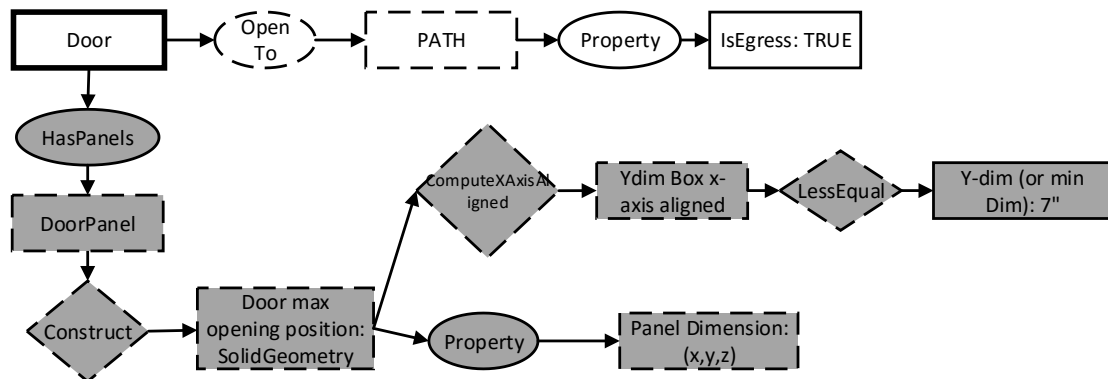 Door
Open
To
PATH
Property
IsEgress: TRUE
HasPanels
DoorPanel
Construct
Door max
opening position:
SolidGeometry
ComputeXAxisAl
igned
Ydim Box x-
axis aligned
LessEqual
Y-dim (or min
Dim): 7"
Property
Panel Dimension:
(x,y,z)